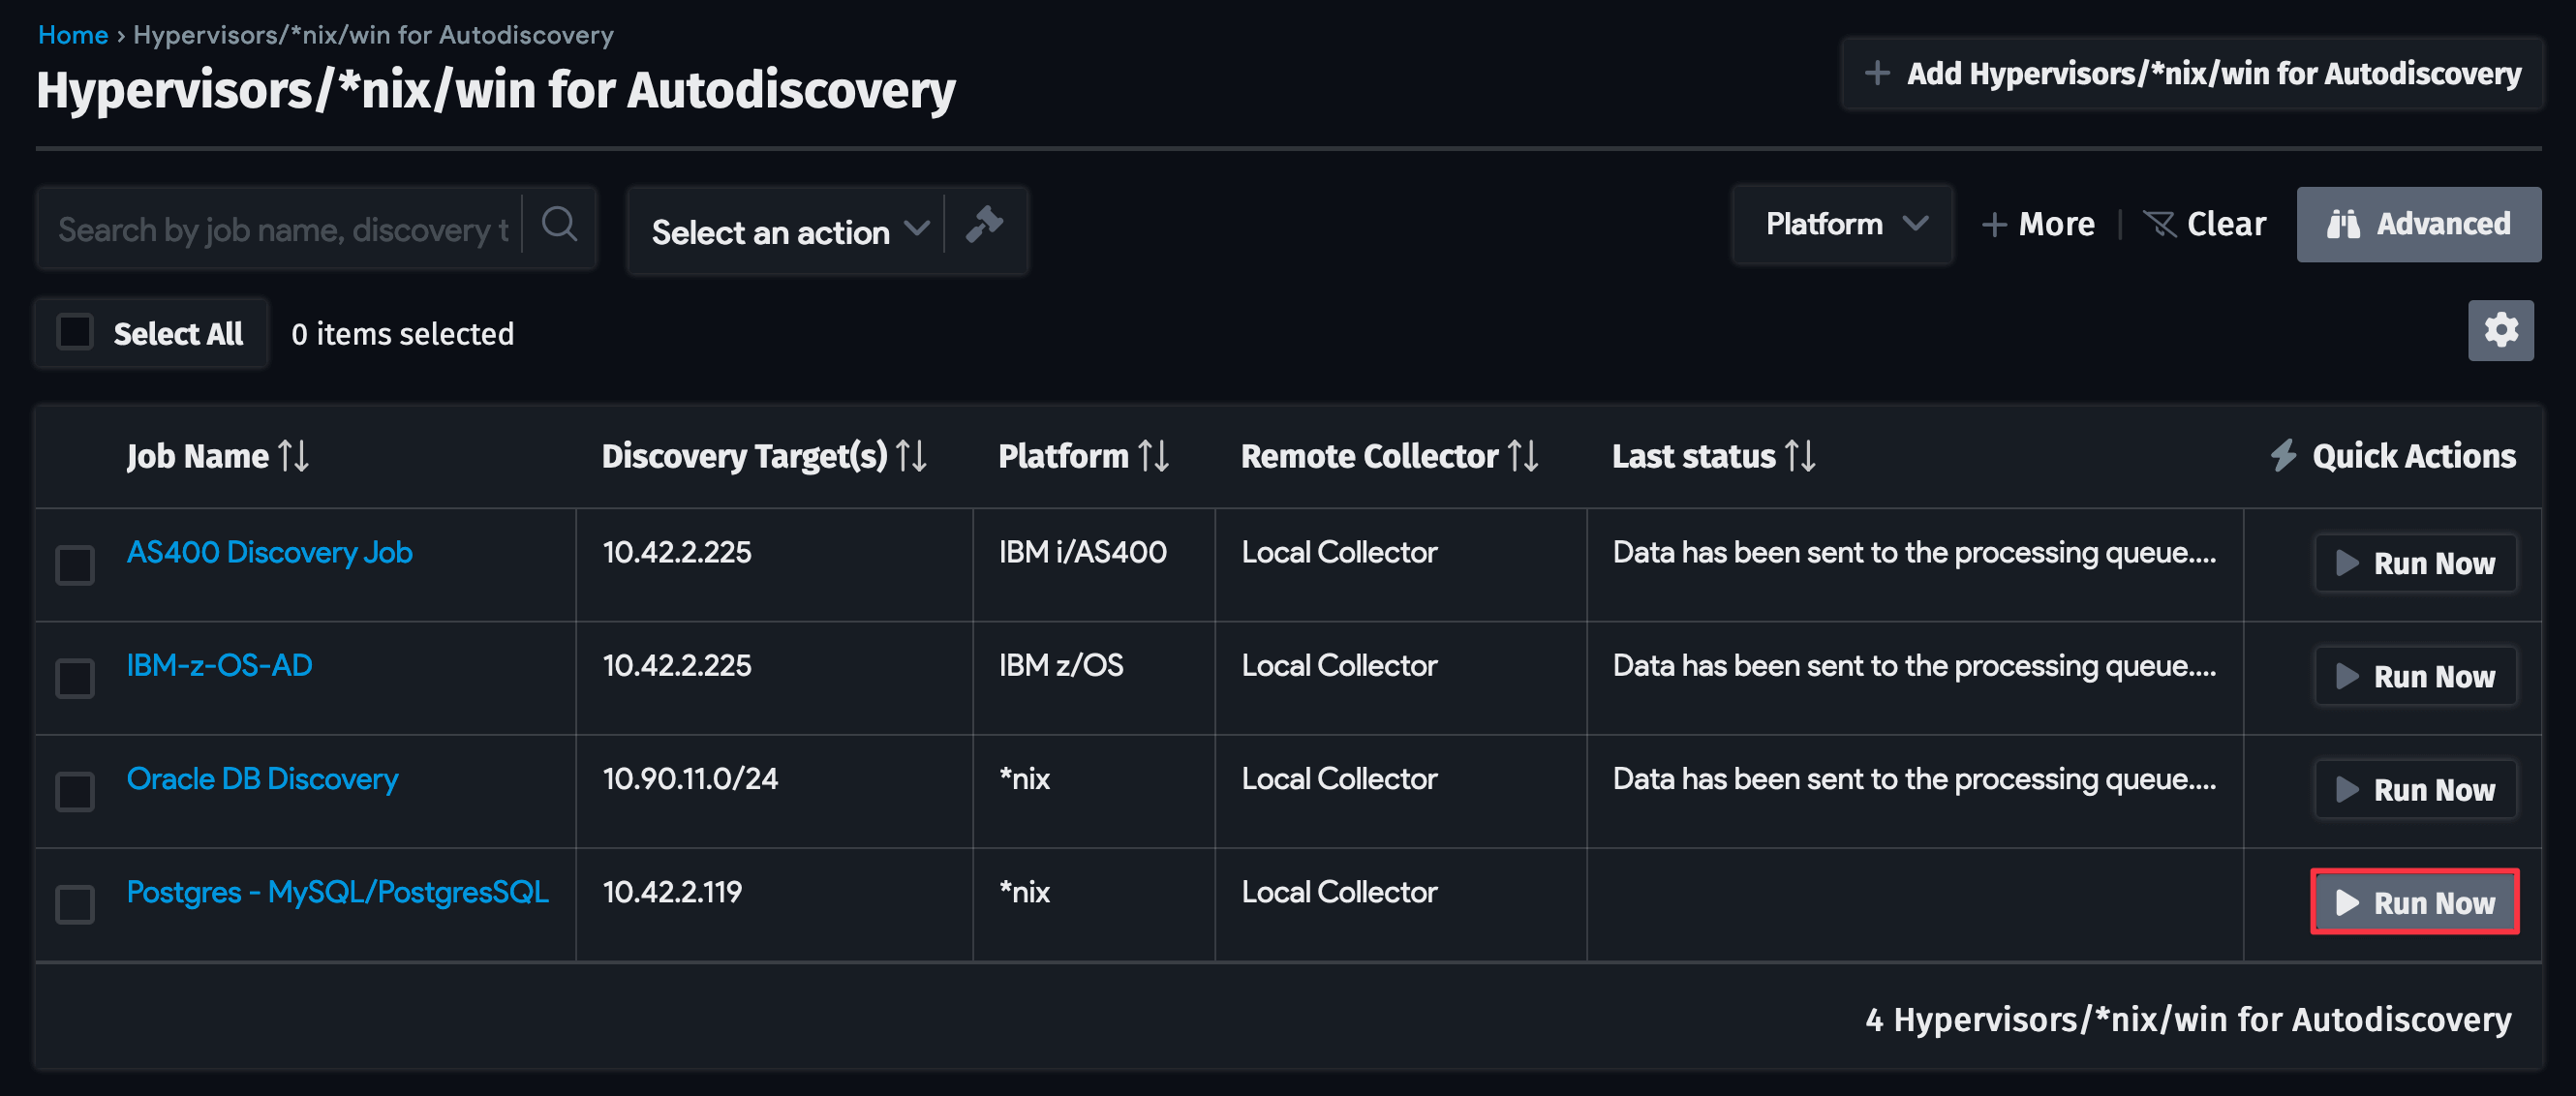 Home › Hypervisors/*nix/win for Autodiscovery
Hypervisors/*nix/win for Autodiscovery
Add Hypervisors/*nix/win for Autodiscovery
Search by job name, discovery t
Select an action
Platform
More
Clear
Advanced
Select All
0 items selected
Job Name Discovery Target(s) Platform Remote Collector Last status Quick Actions
AS400 Discovery Job 10.42.2.225 IBM i/AS400 Local Collector Data has been sent to the processing queue.... Run Now
IBM-z-OS-AD 10.42.2.225 IBM z/OS Local Collector Data has been sent to the processing queue.... Run Now
Oracle DB Discovery 10.90.11.0/24 *nix Local Collector Data has been sent to the processing queue.... Run Now
Postgres - MySQL/PostgresSQL 10.42.2.119 *nix Local Collector Run Now
4 Hypervisors/*nix/win for Autodiscovery